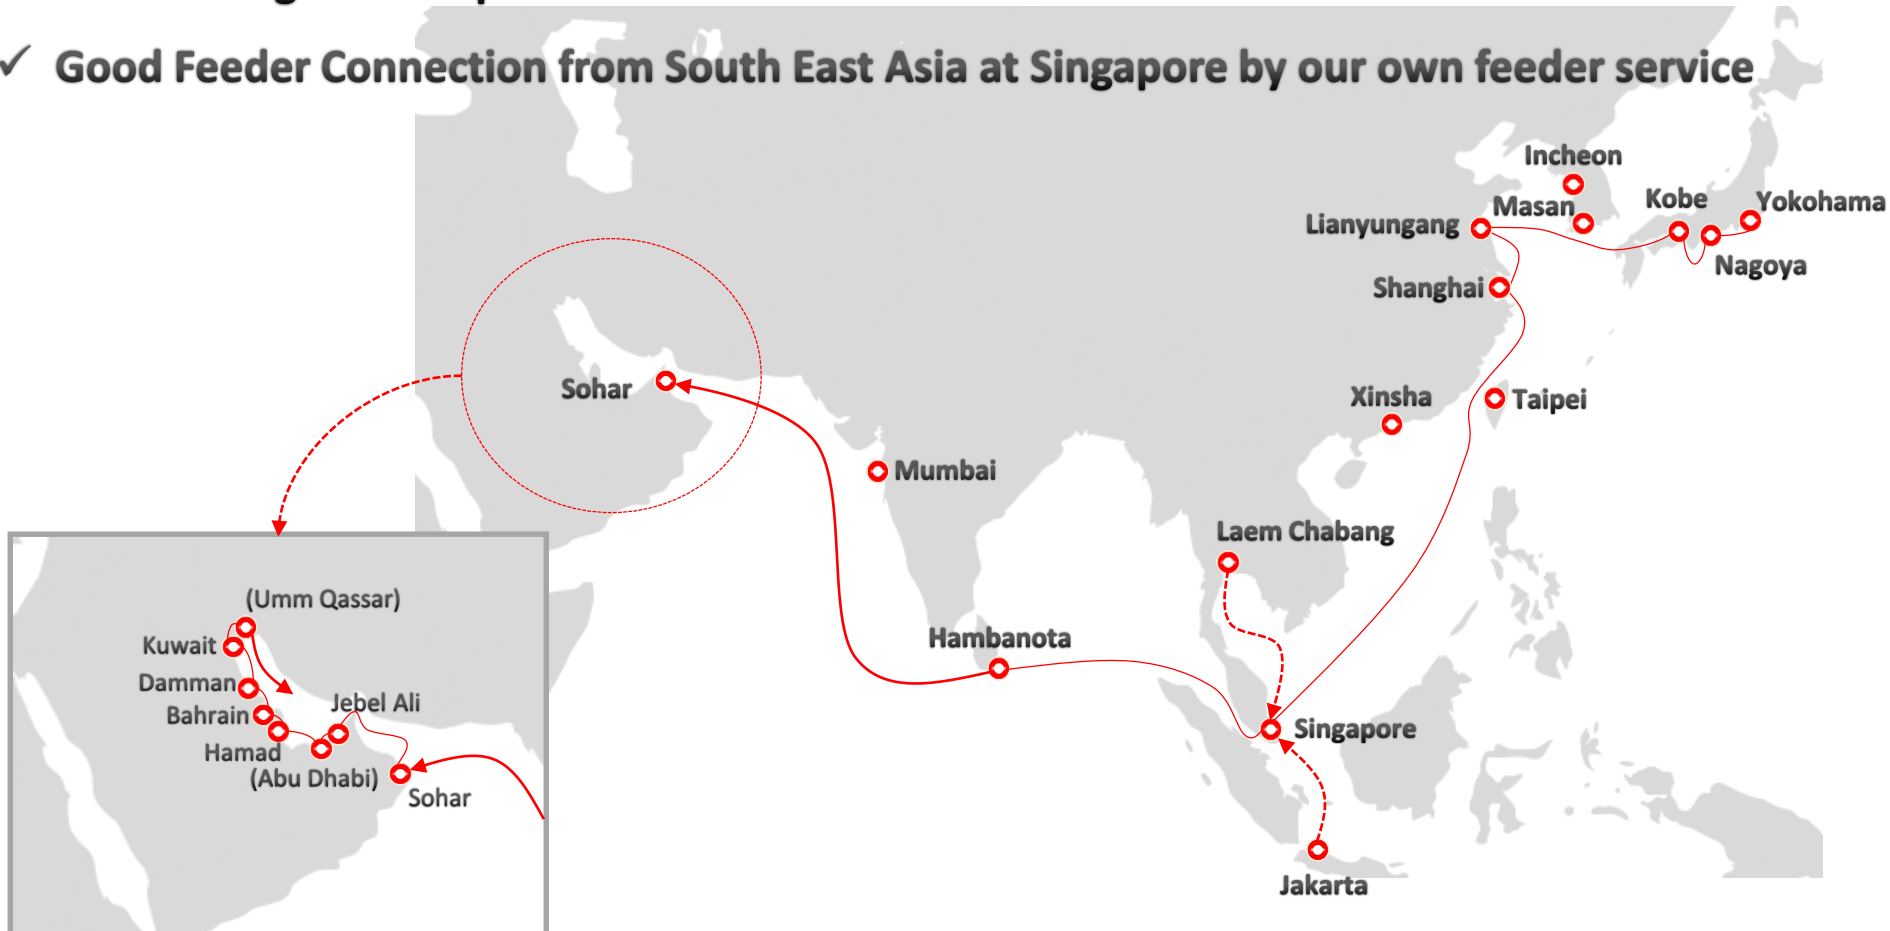 ✓ Good Feeder Connection from South East Asia at Singapore by our own feeder service
Incheon
Masan
Kobe
Yokohama
Lianyungang
Nagoya
Shanghai
Sohar
Xinsha
Taipei
Mumbai
Laem Chabang
(Umm Qassar)
Kuwait
Hambanota
Damman
Jebel Ali
Bahrain
Singapore
Hamad
(Abu Dhabi)
Sohar
Jakarta